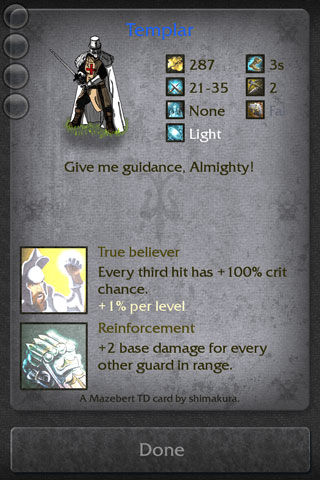 Templar
287
3s
21-35
2
None
Fa
Light
Give me guidance, Almighty!
True believer
Every third hit has +100% crit
chance.
+1% per level
Reinforcement
+2 base damage for every
other guard in range.
A Mazebert TD card by shimakura.
Done